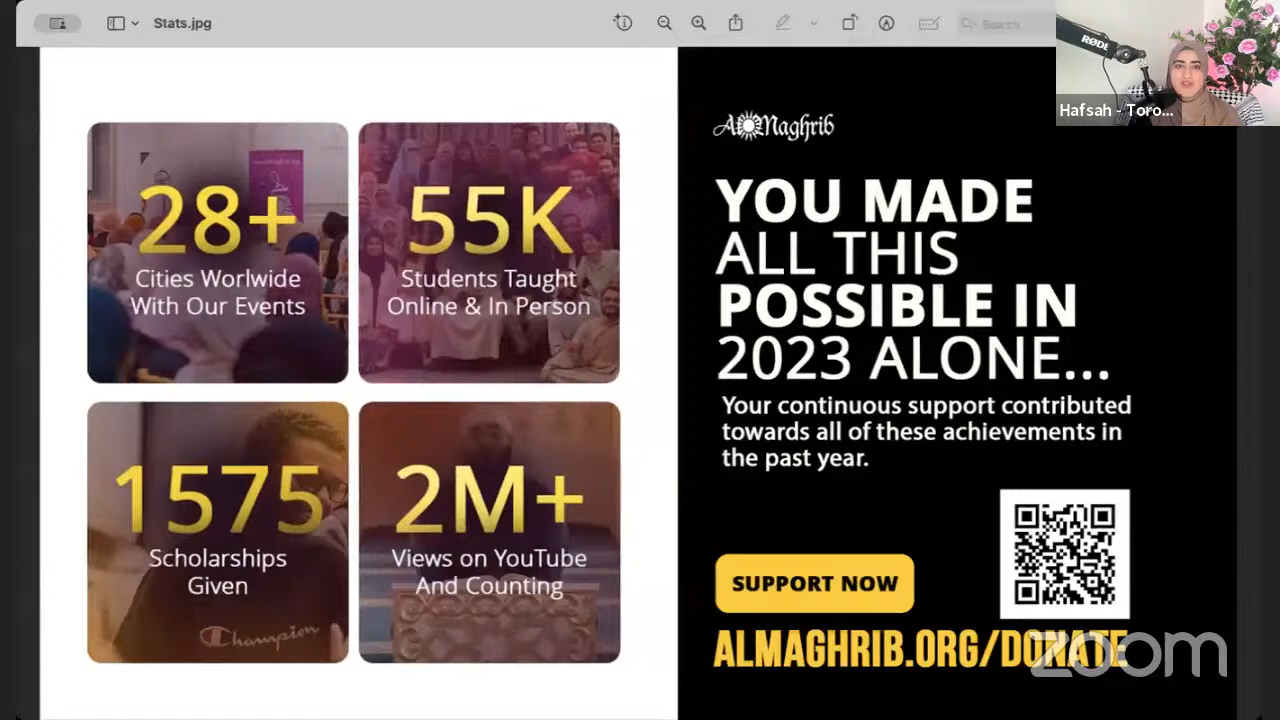 Stats.jpg
Search
RØDE
Hafsah - Toro...
28+
Cities Worlwide
With Our Events
55K
Students Taught
Online & In Person
1575
Scholarships
Given
Champion
2M+
Views on YouTube
And Counting
AlMaghrib
YOU MADE
ALL THIS
POSSIBLE IN
2023 ALONE...
Your continuous support contributed
towards all of these achievements in
the past year.
SUPPORT NOW
ALMAGHRIB.ORG/DONATE
zoom